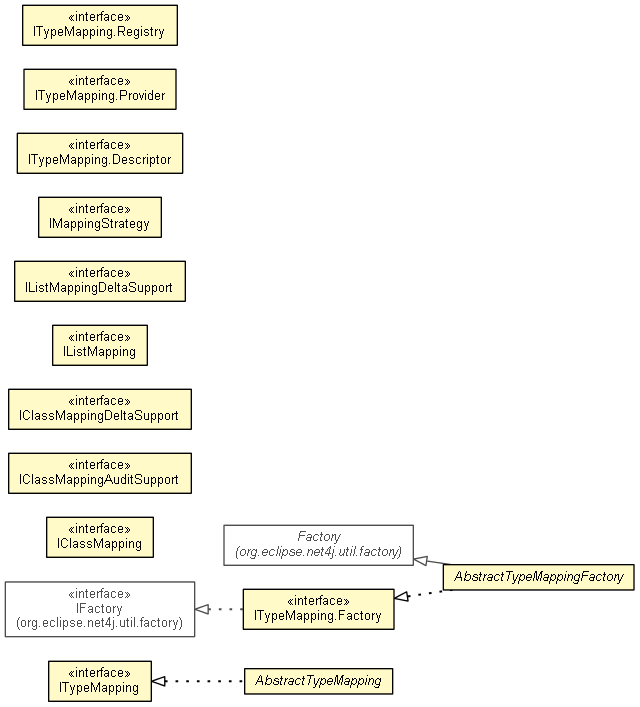 «interface»
ITypeMapping.Registry
«interface»
ITypeMapping.Provider
«interface»
ITypeMapping.Descriptor
«interface»
IMappingStrategy
«interface»
IListMappingDeltaSupport
«interface»
IListMapping
«interface»
IClassMappingDeltaSupport
«interface»
IClassMappingAuditSupport
«interface»
IClassMapping
Factory
(org.eclipse.net4j.util.factory)
AbstractTypeMappingFactory
«interface»
IFactory
(org.eclipse.net4j.util.factory)
«interface»
ITypeMapping.Factory
«interface»
ITypeMapping
AbstractTypeMapping